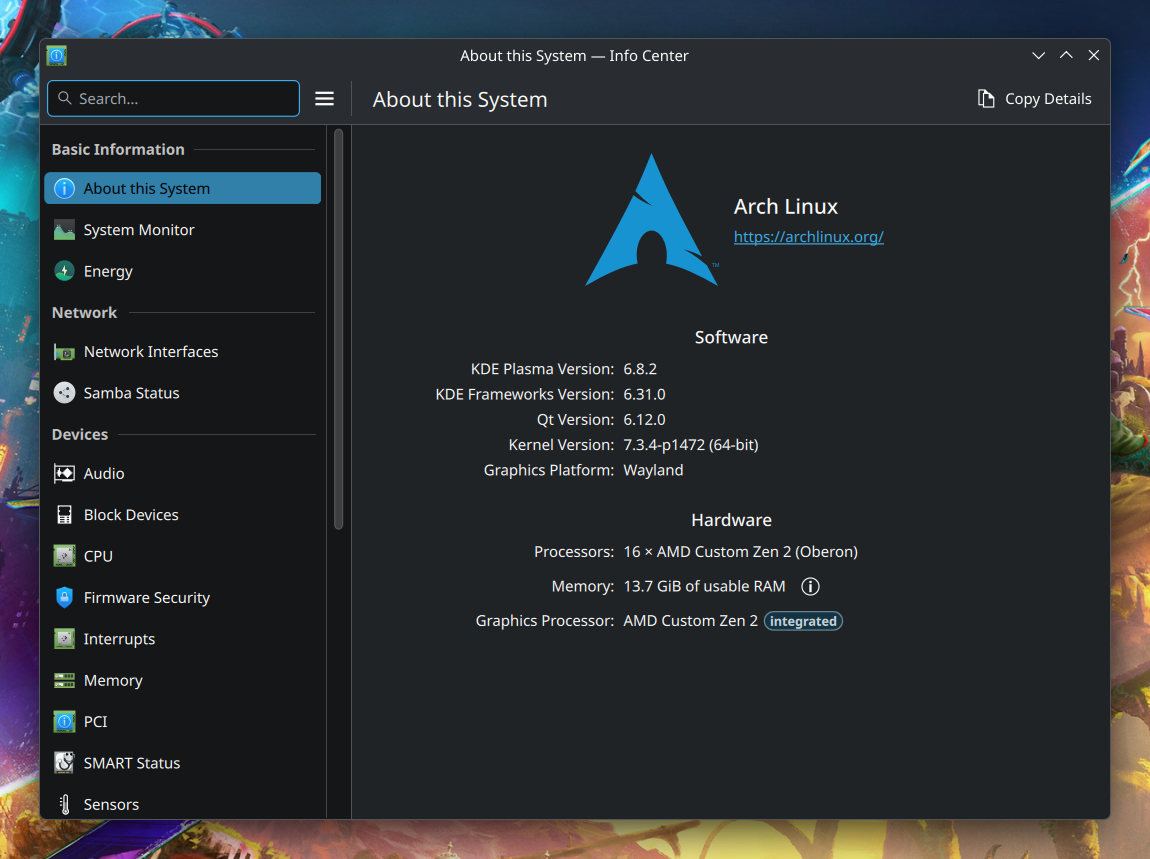 About this System — Info Center
Search...
About this System
Copy Details
Basic Information
About this System
System Monitor
Energy
Network
Network Interfaces
Samba Status
Devices
Audio
Block Devices
CPU
Firmware Security
Interrupts
Memory
PCI
SMART Status
Sensors
TM
Arch Linux
https://archlinux.org/
Software
KDE Plasma Version: 6.8.2
KDE Frameworks Version: 6.31.0
Qt Version: 6.12.0
Kernel Version: 7.3.4-p1472 (64-bit)
Graphics Platform: Wayland
Hardware
Processors: 16 × AMD Custom Zen 2 (Oberon)
Memory: 13.7 GiB of usable RAM
Graphics Processor: AMD Custom Zen 2 integrated